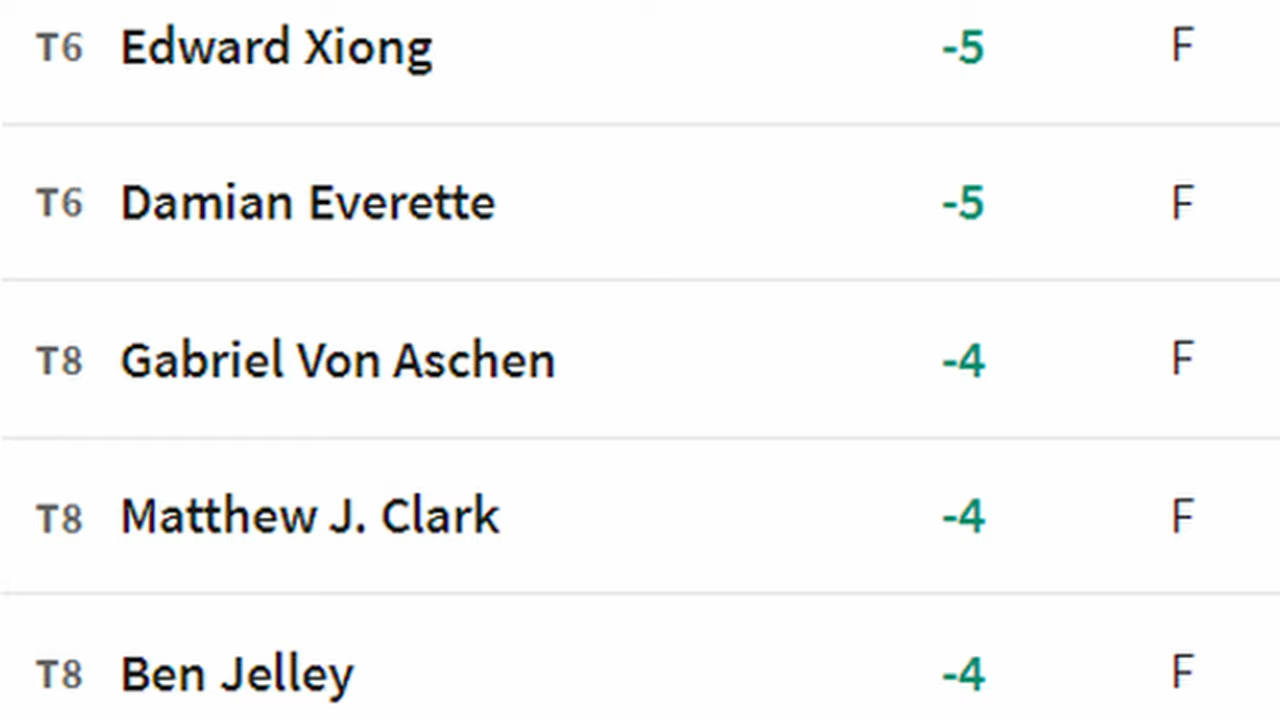 T6 Edward Xiong -5 F
T6 Damian Everette -5 F
T8 Gabriel Von Aschen -4 F
T8 Matthew J. Clark -4 F
T8 Ben Jelley -4 F